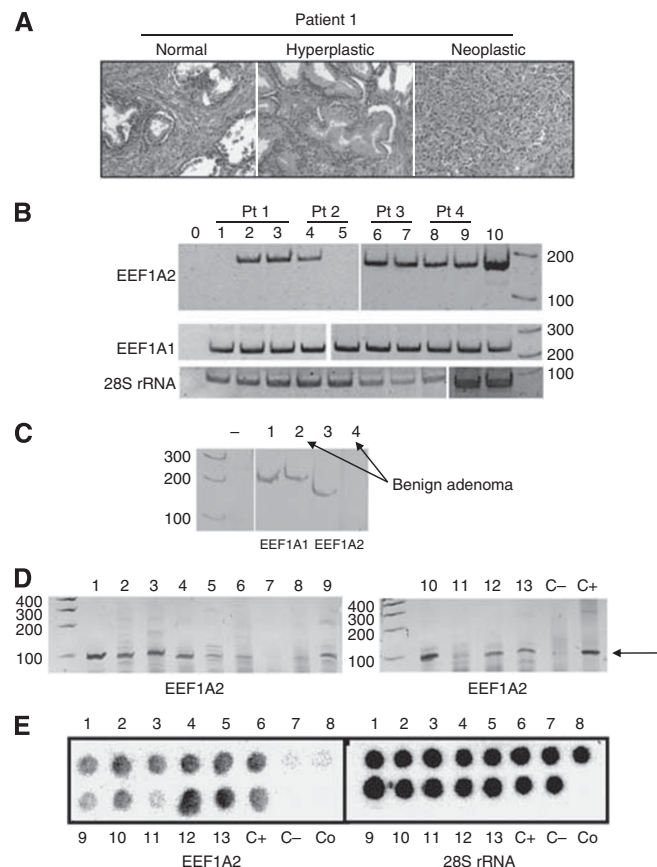 A
Patient 1
Normal Hyperplastic Neoplastic
B
Pt 1 Pt 2 Pt 3 Pt 4
0 1 2 3 4 5 6 7 8 9 10
EEF1A2 200
100
EEF1A1 300
200
28S rRNA 100
C
– 1 2 3 4
300
200
100
Benign adenoma
EEF1A1 EEF1A2
D
1 2 3 4 5 6 7 8 9 10 11 12 13 C– C+
400 400
300 300
200 200
100 100
EEF1A2 EEF1A2
E
1 2 3 4 5 6 7 8 1 2 3 4 5 6 7 8
9 10 11 12 13 C+ C– Co 9 10 11 12 13 C+ C– Co
EEF1A2 28S rRNA